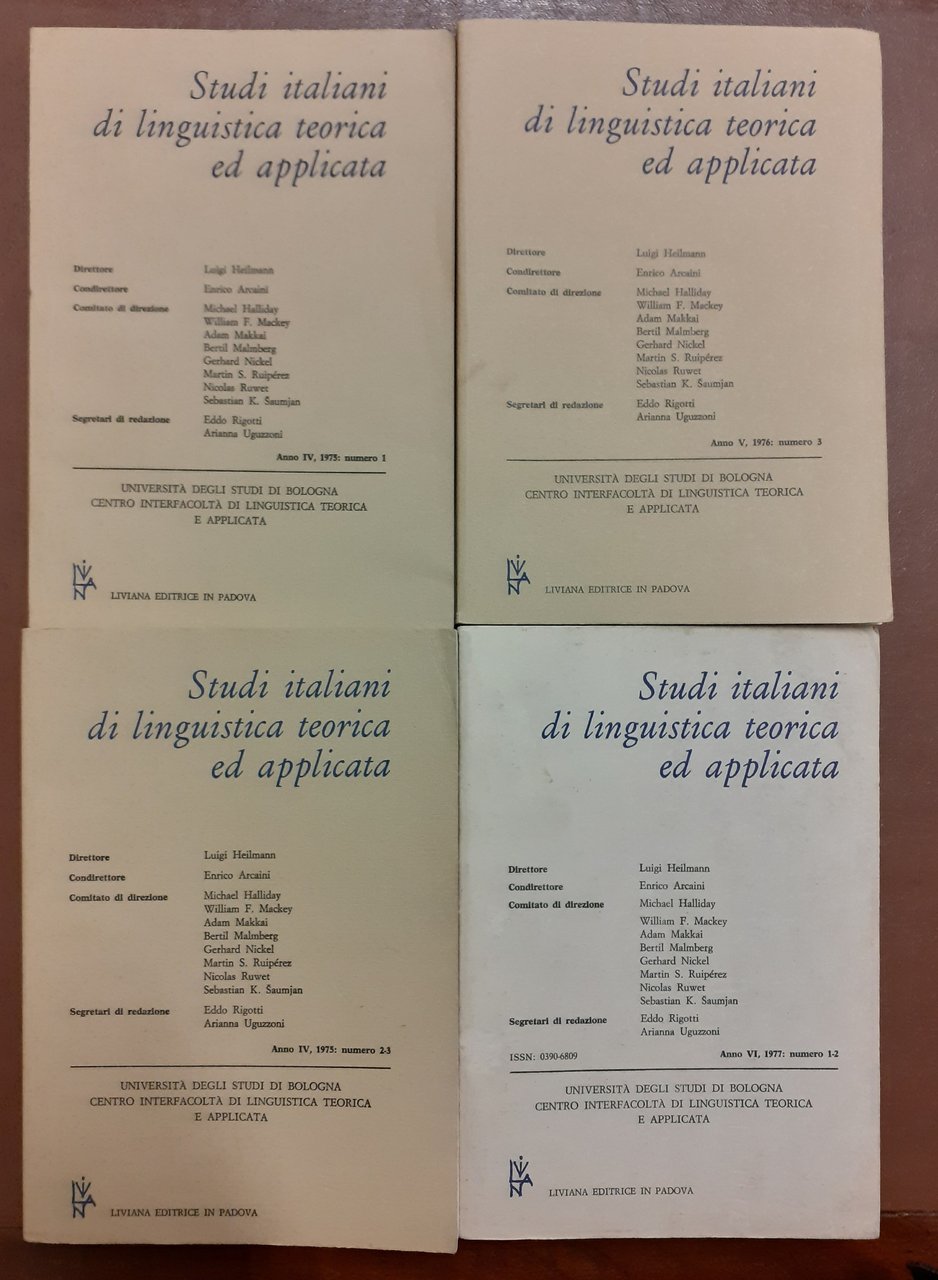 Studi italiani
di linguistica teorica
ed applicata
Direttore Luigi Heilmann
Condirettore Enrico Arcaini
Comitato di direzione Michael Halliday
William F. Mackey
Adam Makkai
Bertil Malmberg
Gerhard Nickel
Martin S. Ruipérez
Nicolas Ruwet
Sebastian K. Šaumjan
Segretari di redazione Eddo Rigotti
Arianna Uguzzoni
Anno IV, 1975: numero 1
UNIVERSITÀ DEGLI STUDI DI BOLOGNA
CENTRO INTERFACOLTÀ DI LINGUISTICA TEORICA
E APPLICATA
LIVIANA EDITRICE IN PADOVA
Studi italiani
di linguistica teorica
ed applicata
Direttore Luigi Heilmann
Condirettore Enrico Arcaini
Comitato di direzione Michael Halliday
William F. Mackey
Adam Makkai
Bertil Malmberg
Gerhard Nickel
Martin S. Ruipérez
Nicolas Ruwet
Sebastian K. Šaumjan
Segretari di redazione Eddo Rigotti
Arianna Uguzzoni
Anno V, 1976: numero 3
UNIVERSITÀ DEGLI STUDI DI BOLOGNA
CENTRO INTERFACOLTÀ DI LINGUISTICA TEORICA
E APPLICATA
LIVIANA EDITRICE IN PADOVA
Studi italiani
di linguistica teorica
ed applicata
Direttore Luigi Heilmann
Condirettore Enrico Arcaini
Comitato di direzione Michael Halliday
William F. Mackey
Adam Makkai
Bertil Malmberg
Gerhard Nickel
Martin S. Ruipérez
Nicolas Ruwet
Sebastian K. Šaumjan
Segretari di redazione Eddo Rigotti
Arianna Uguzzoni
Anno IV, 1975: numero 2-3
UNIVERSITÀ DEGLI STUDI DI BOLOGNA
CENTRO INTERFACOLTÀ DI LINGUISTICA TEORICA
E APPLICATA
LIVIANA EDITRICE IN PADOVA
Studi italiani
di linguistica teorica
ed applicata
Direttore Luigi Heilmann
Condirettore Enrico Arcaini
Comitato di direzione Michael Halliday
William F. Mackey
Adam Makkai
Bertil Malmberg
Gerhard Nickel
Martin S. Ruipérez
Nicolas Ruwet
Sebastian K. Šaumjan
Segretari di redazione Eddo Rigotti
Arianna Uguzzoni
ISSN: 0390-6809 Anno VI, 1977: numero 1-2
UNIVERSITÀ DEGLI STUDI DI BOLOGNA
CENTRO INTERFACOLTÀ DI LINGUISTICA TEORICA
E APPLICATA
LIVIANA EDITRICE IN PADOVA